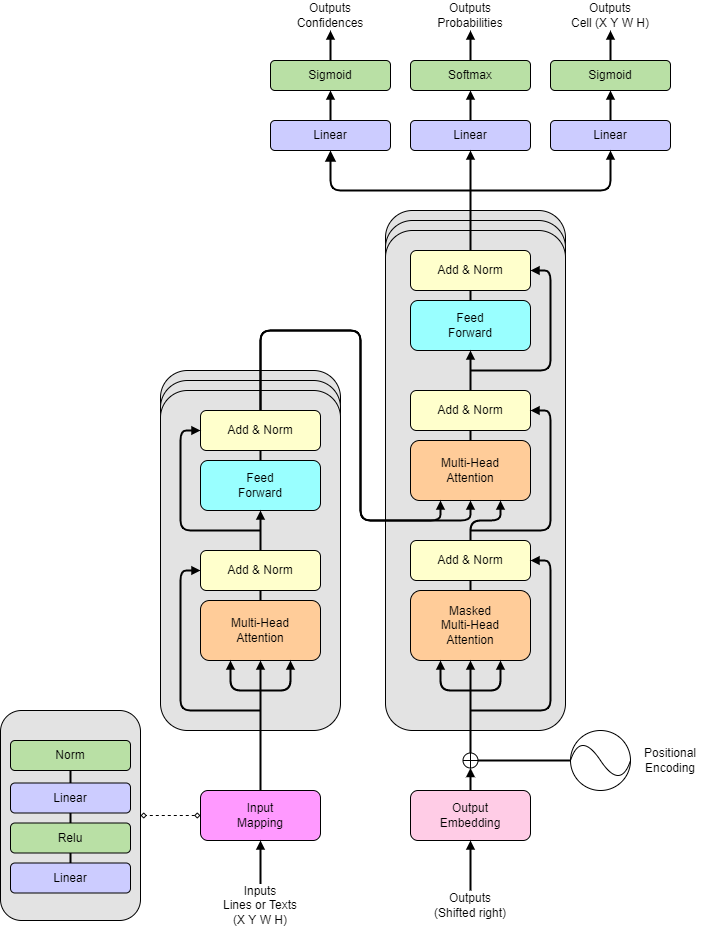 Outputs
Confidences
Outputs
Probabilities
Outputs
Cell (X Y W H)
Sigmoid
Softmax
Sigmoid
Linear
Linear
Linear
Add & Norm
Feed
Forward
Add & Norm
Multi-Head
Attention
Add & Norm
Masked
Multi-Head
Attention
Add & Norm
Feed
Forward
Add & Norm
Multi-Head
Attention
Positional
Encoding
Norm
Linear
Relu
Linear
Input
Mapping
Output
Embedding
Inputs
Lines or Texts
(X Y W H)
Outputs
(Shifted right)